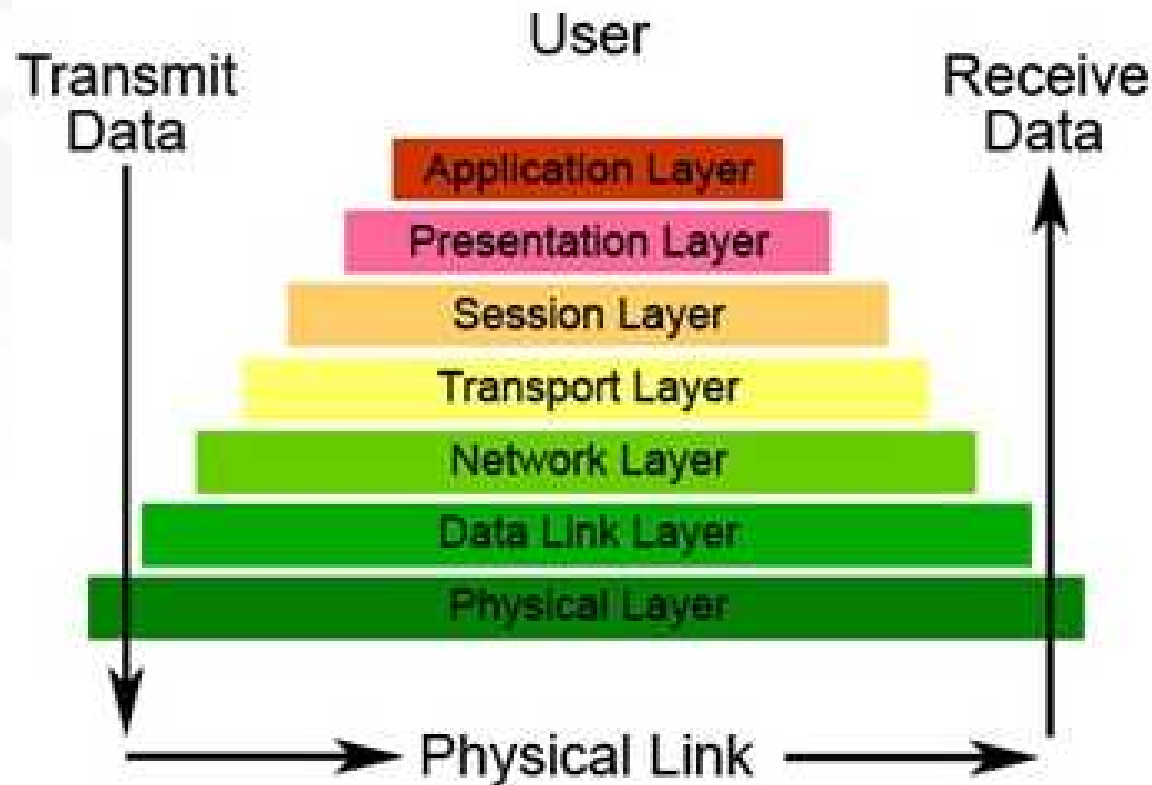 User
Transmit
Data
Receive
Data
Application Layer
Presentation Layer
Session Layer
Transport Layer
Network Layer
Data Link Layer
Physical Layer
Physical Link